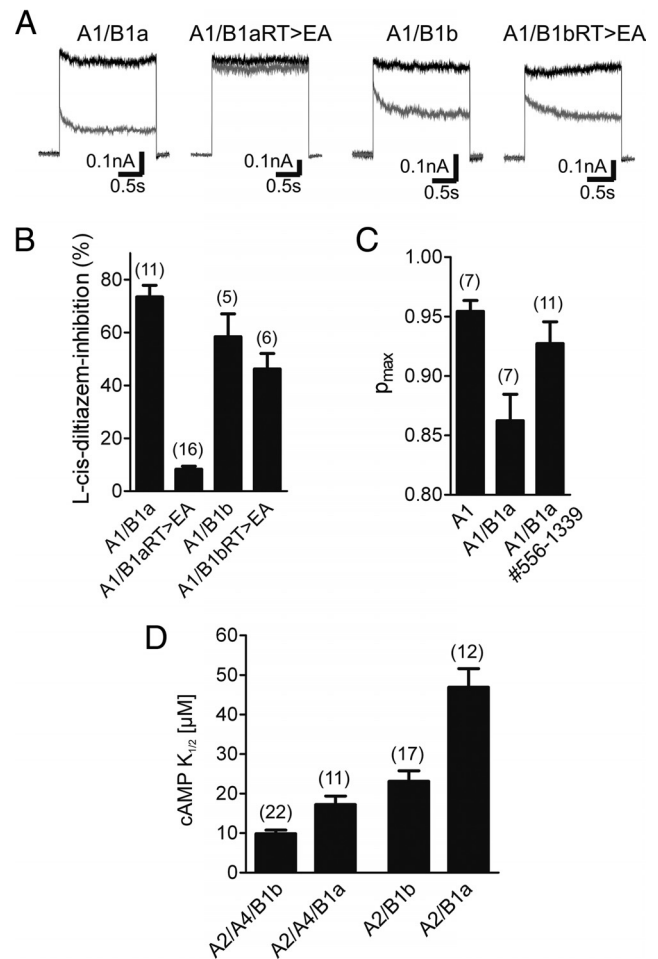 A
A1/B1a
A1/B1aRT>EA
A1/B1b
A1/B1bRT>EA
0.1nA
0.5s
0.1nA
0.5s
0.1nA
0.5s
0.1nA
0.5s
B
L-cis-diltiazem-inhibition (%)
80
60
40
20
0
(11)
(16)
(5)
(6)
A1/B1a
A1/B1aRT>EA
A1/B1b
A1/B1bRT>EA
C
pmax
1.00
0.95
0.90
0.85
0.80
(7)
(7)
(11)
A1
A1/B1a
A1/B1a
#556-1339
D
cAMP K1/2 [µM]
60
50
40
30
20
10
0
(22)
(11)
(17)
(12)
A2/A4/B1b
A2/A4/B1a
A2/B1b
A2/B1a